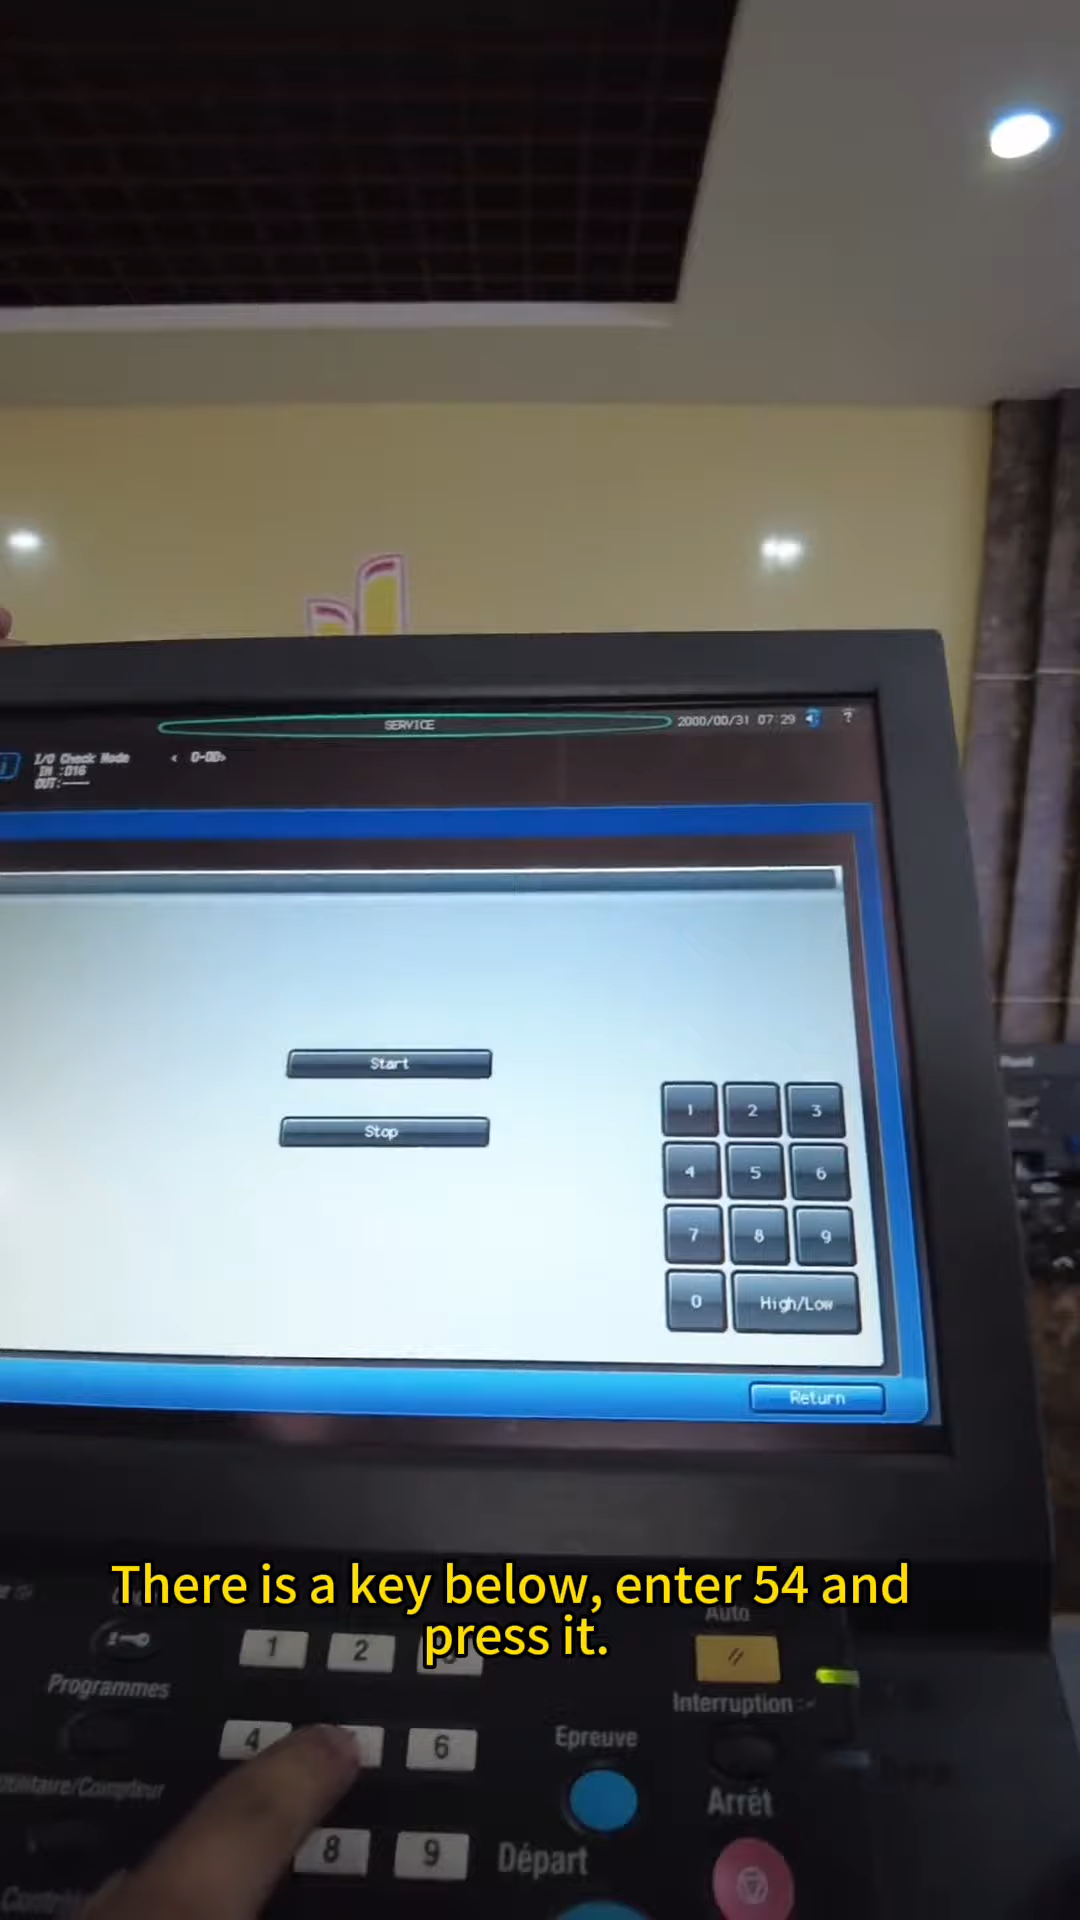 SERVICE
2000/00/31 07:29
?
I/O Check Mode
IN :016
OUT:----
Start
Stop
1 2 3
4 5 6
7 8 9
0 High/Low
Return
There is a key below, enter 54 and
press it.
Auto
1 2
Programmes
Interruption
4 6
Epreuve
Utilitaire/Compteur
Arrêt
8 9
Départ